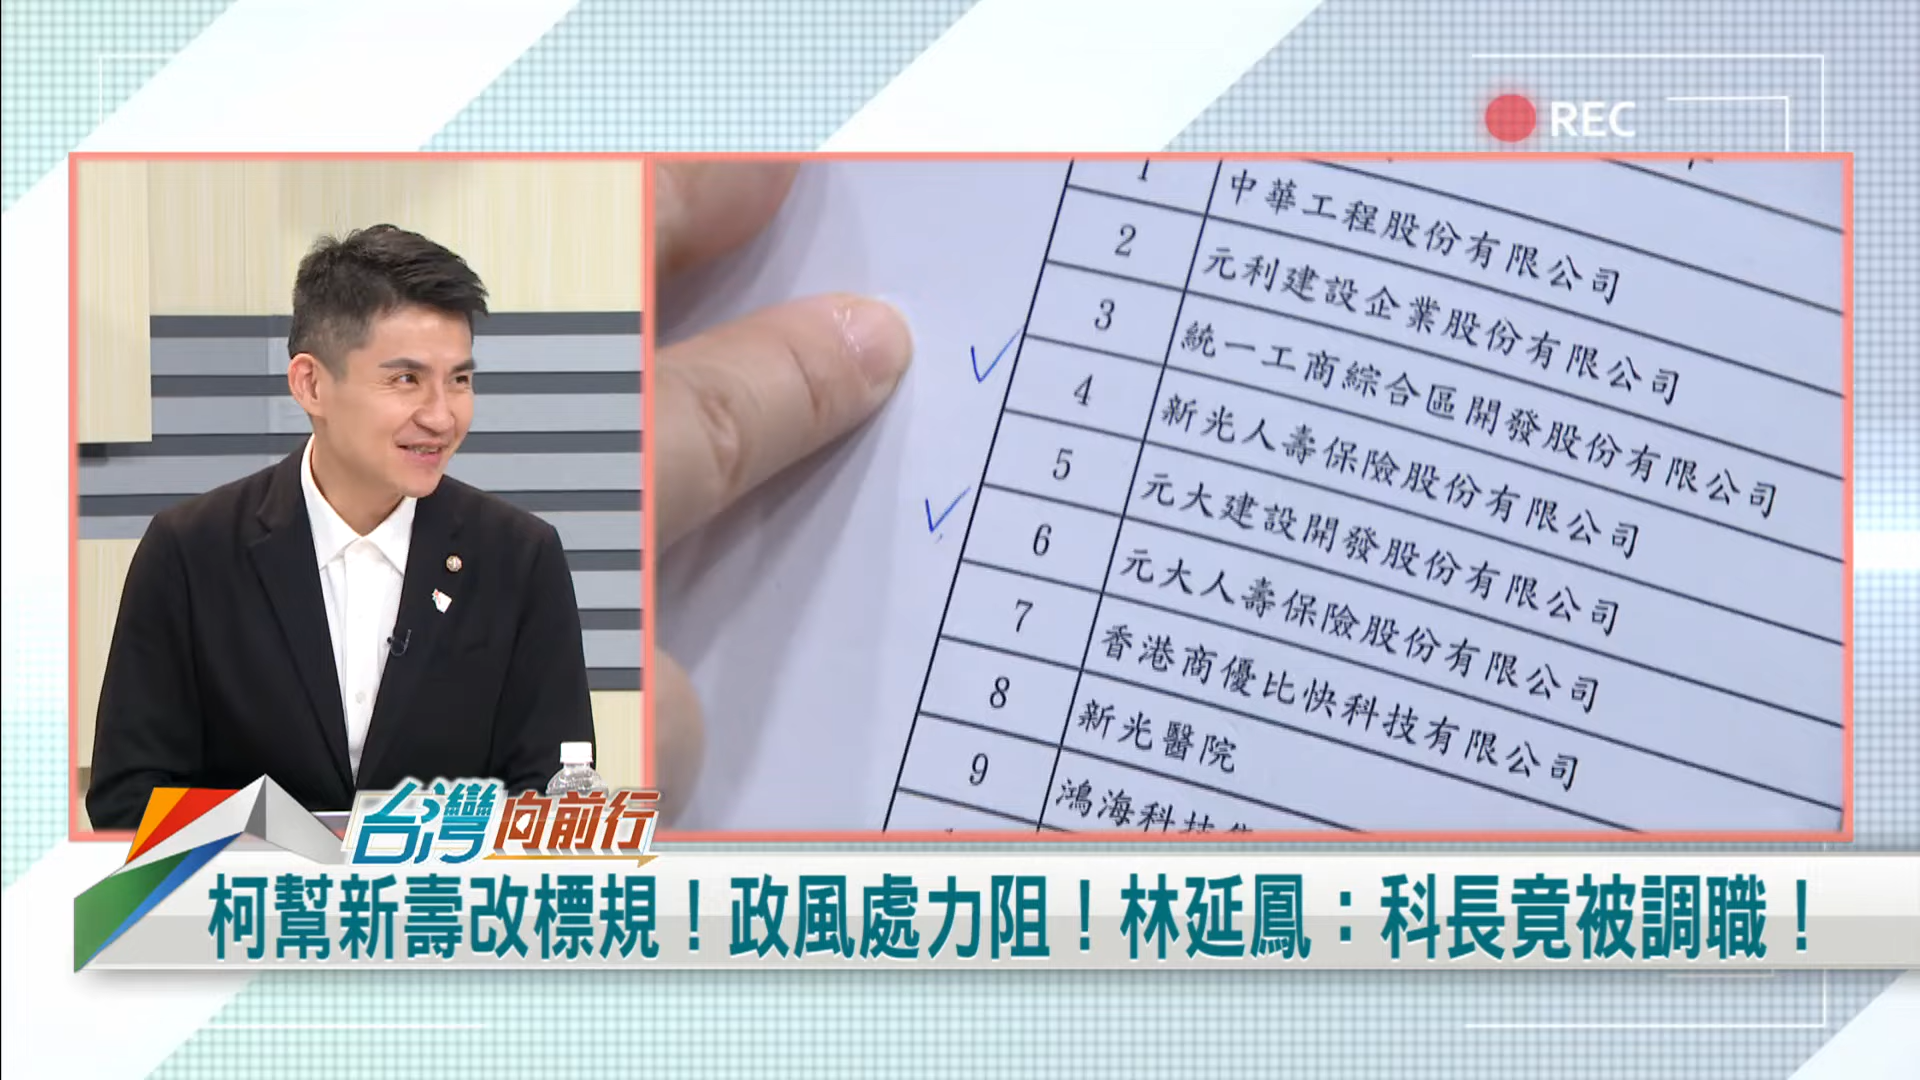 REC
1 中華工程股份有限公司
2 元利建設企業股份有限公司
3 統一工商綜合區開發股份有限公司
4 新光人壽保險股份有限公司
5 元大建設開發股份有限公司
6 元大人壽保險股份有限公司
7 香港商優比快科技有限公司
8 新光醫院
9 鴻海科技
台灣向前行
柯幫新壽改標規！政風處力阻！林延鳳：科長竟被調職！